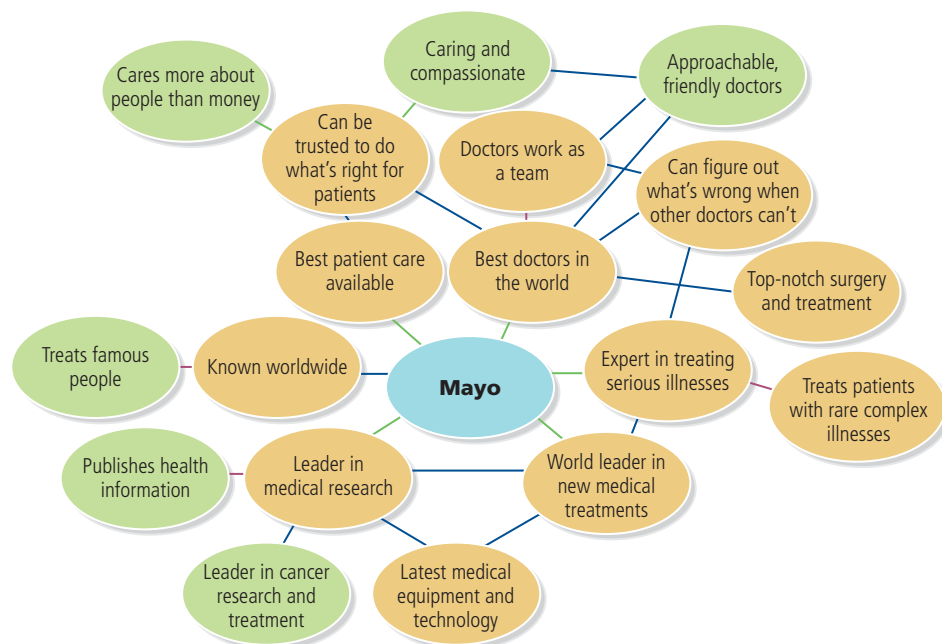 Caring and
compassionate
Approachable,
friendly doctors
Cares more about
people than money
Can be
trusted to do
what's right for
patients
Doctors work as
a team
Can figure out
what's wrong when
other doctors can't
Best patient care
available
Best doctors in
the world
Top-notch surgery
and treatment
Treats famous
people
Known worldwide
Mayo
Expert in treating
serious illnesses
Treats patients
with rare complex
illnesses
Publishes health
information
Leader in
medical research
World leader in
new medical
treatments
Leader in cancer
research and
treatment
Latest medical
equipment and
technology